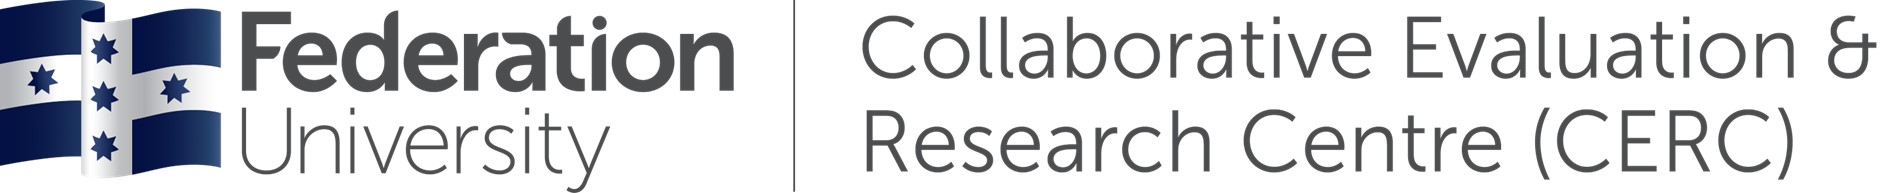 Federation
University
Collaborative Evaluation &
Research Centre (CERC)